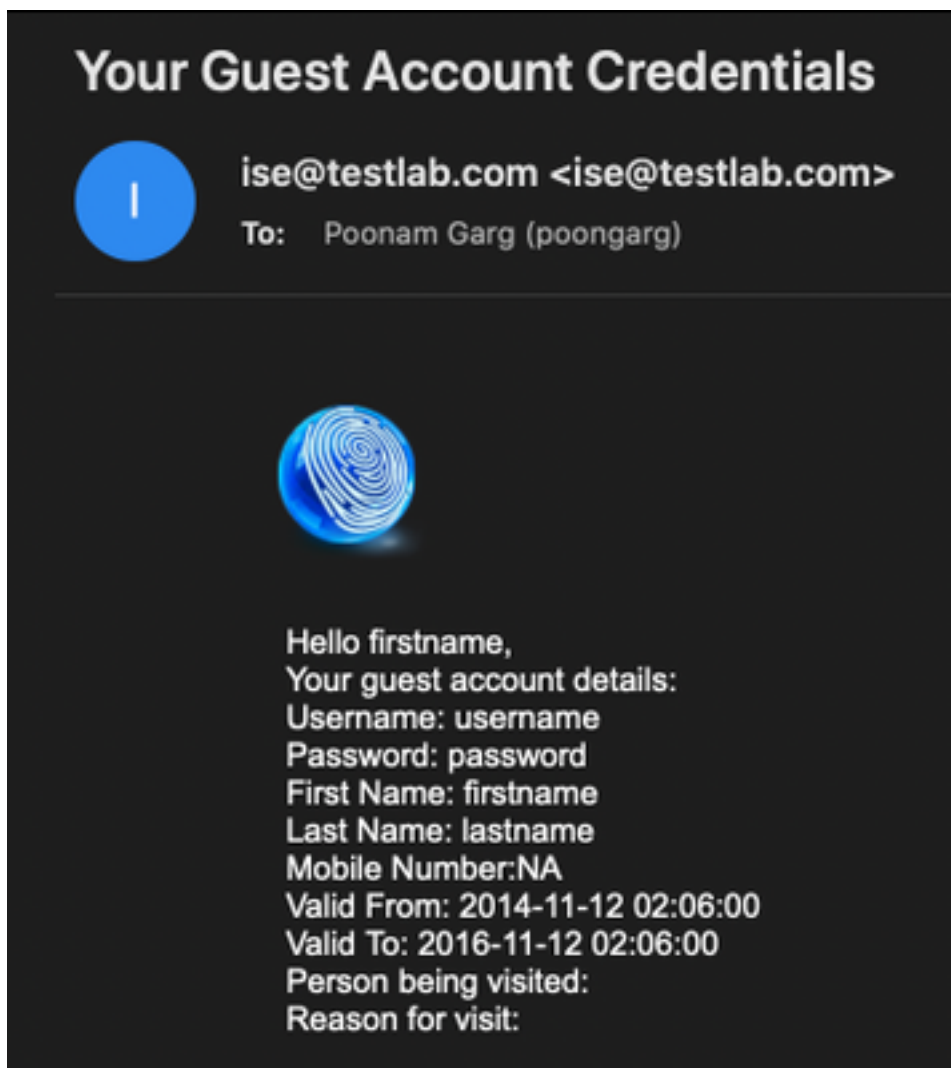 Your Guest Account Credentials
I
ise@testlab.com <ise@testlab.com>
To: Poonam Garg (poongarg)
Hello firstname,
Your guest account details:
Username: username
Password: password
First Name: firstname
Last Name: lastname
Mobile Number:NA
Valid From: 2014-11-12 02:06:00
Valid To: 2016-11-12 02:06:00
Person being visited:
Reason for visit: